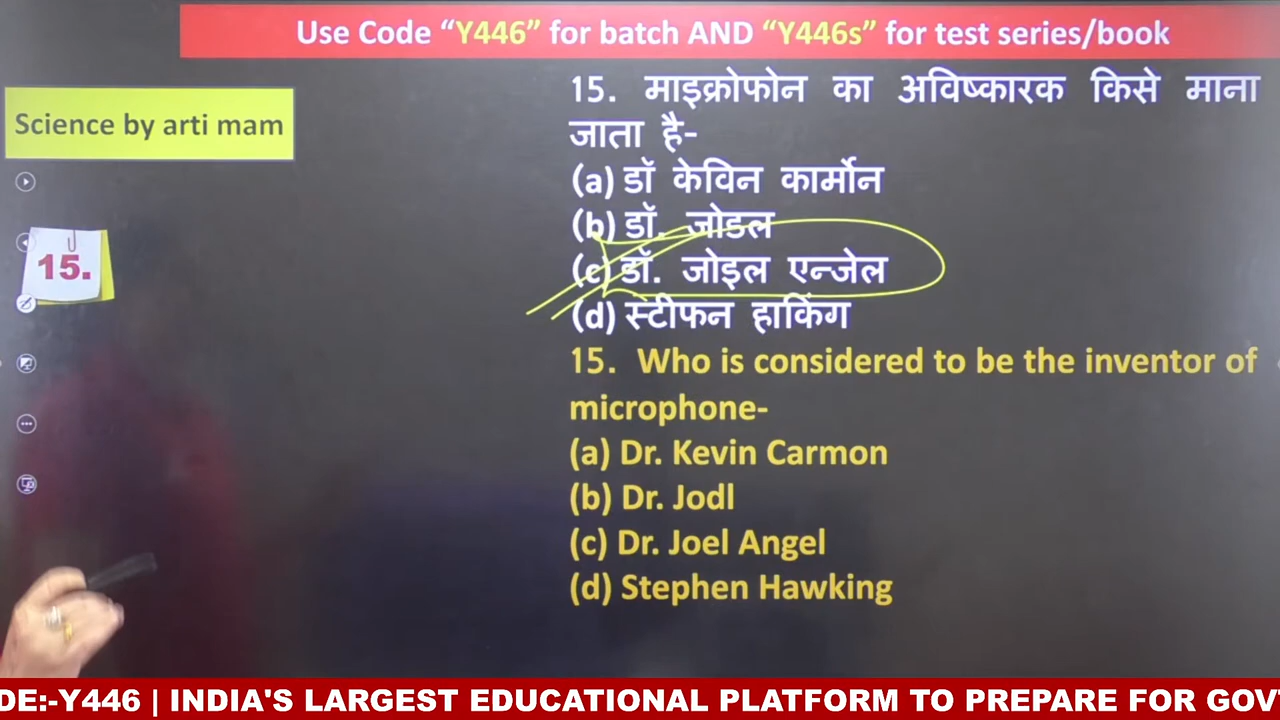 Use Code “Y446” for batch AND “Y446s” for test series/book
Science by arti mam
15.
15. माइक्रोफोन का अविष्कारक किसे माना
जाता है-
(a) डॉ केविन कार्मोन
(b) डॉ. जोडल
(c) डॉ. जोइल एन्जेल
(d) स्टीफन हाकिंग
15. Who is considered to be the inventor of
microphone-
(a) Dr. Kevin Carmon
(b) Dr. Jodl
(c) Dr. Joel Angel
(d) Stephen Hawking
DE:-Y446 | INDIA'S LARGEST EDUCATIONAL PLATFORM TO PREPARE FOR GOV